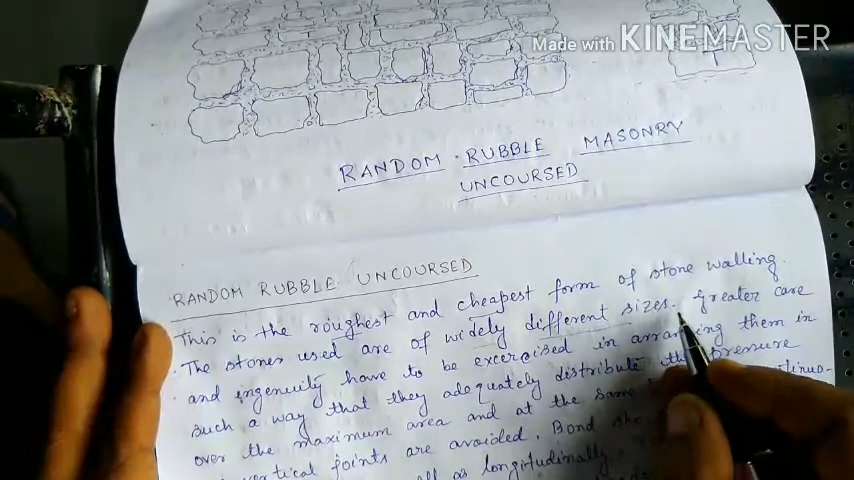 Made with KINEMASTER
RANDOM RUBBLE MASONRY
UNCOURSED
RANDOM RUBBLE UNCOURSED
This is the roughest and cheapest form of stone walling.
The stones used are of widely different sizes. Greater care
and ingenuity have to be excercised in arranging them in
such a way that they adequately distribute the pressure
over the maximum area and at the same
vertical joints are avoided. Bond
as longitudinally